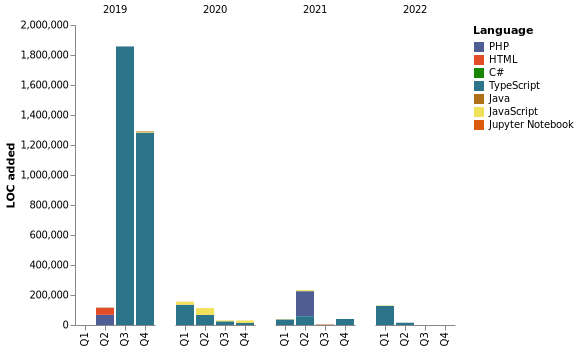 2019 2020 2021 2022
2,000,000
1,800,000
1,600,000
1,400,000
1,200,000
1,000,000
800,000
600,000
400,000
200,000
0
LOC added
Q1 Q2 Q3 Q4 Q1 Q2 Q3 Q4 Q1 Q2 Q3 Q4 Q1 Q2 Q3 Q4
Language
PHP
HTML
C#
TypeScript
Java
JavaScript
Jupyter Notebook